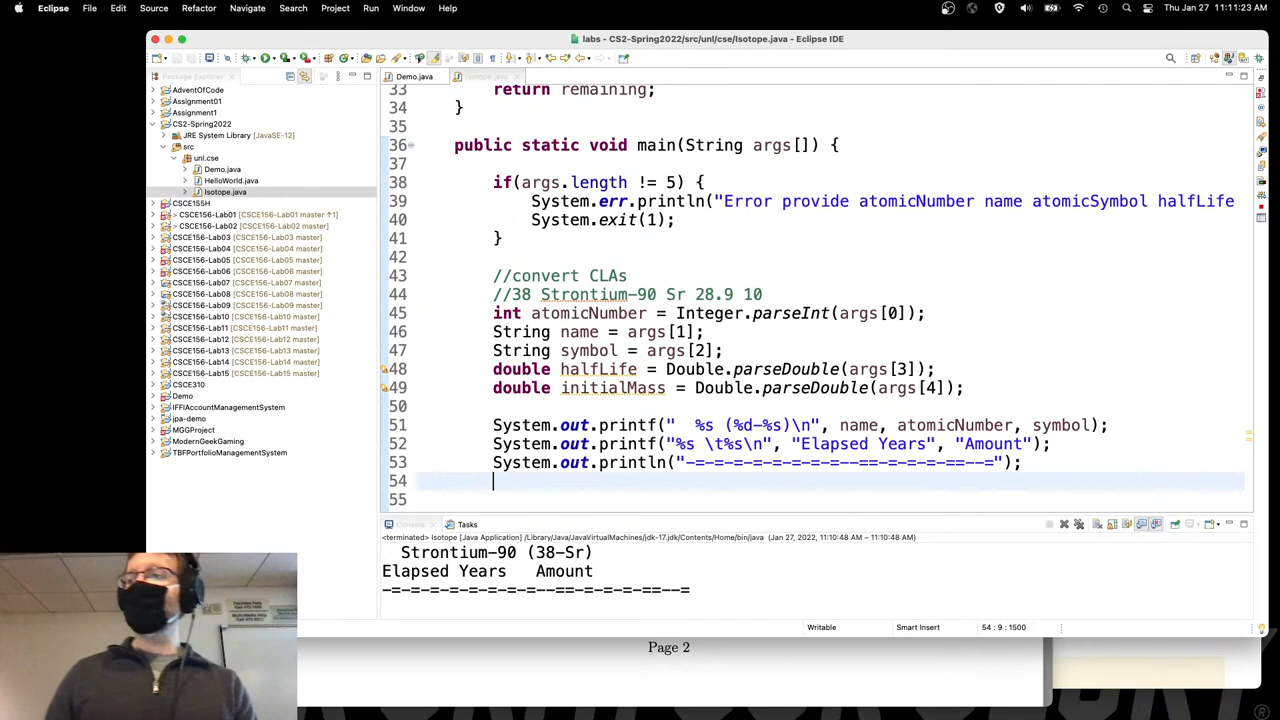 Eclipse File Edit Source Refactor Navigate Search Project Run Window Help Thu Jan 27 11:11:23 AM
labs - CS2-Spring2022/src/unl/cse/Isotope.java - Eclipse IDE
Package Explorer
Demo.java Isotope.java
AdventOfCode
Assignment01
Assignment1
CS2-Spring2022
JRE System Library [JavaSE-12]
src
unl.cse
Demo.java
HelloWorld.java
Isotope.java
CSCE155H
> CSCE156-Lab01 [CSCE156-Lab01 master ↑1]
> CSCE156-Lab02 [CSCE156-Lab02 master]
CSCE156-Lab03 [CSCE156-Lab03 master]
CSCE156-Lab04 [CSCE156-Lab04 master]
CSCE156-Lab05 [CSCE156-Lab05 master]
CSCE156-Lab06 [CSCE156-Lab06 master]
CSCE156-Lab07 [CSCE156-Lab07 master]
CSCE156-Lab08 [CSCE156-Lab08 master]
CSCE156-Lab09 [CSCE156-Lab09 master]
CSCE156-Lab10 [CSCE156-Lab10 master]
CSCE156-Lab11 [CSCE156-Lab11 master]
CSCE156-Lab12 [CSCE156-Lab12 master]
CSCE156-Lab13 [CSCE156-Lab13 master]
CSCE156-Lab14 [CSCE156-Lab14 master]
CSCE156-Lab15 [CSCE156-Lab15 master]
CSCE310
Demo
IFFIAccountManagementSystem
jpa-demo
MGGProject
ModernGeekGaming
TBFPortfolioManagementSystem
33 return remaining;
34 }
35
36 public static void main(String args[]) {
37
38 if(args.length != 5) {
39 System.err.println("Error provide atomicNumber name atomicSymbol halfLife
40 System.exit(1);
41 }
42
43 //convert CLAs
44 //38 Strontium-90 Sr 28.9 10
45 int atomicNumber = Integer.parseInt(args[0]);
46 String name = args[1];
47 String symbol = args[2];
48 double halfLife = Double.parseDouble(args[3]);
49 double initialMass = Double.parseDouble(args[4]);
50
51 System.out.printf("  %s (%d-%s)\n", name, atomicNumber, symbol);
52 System.out.printf("%s \t%s\n", "Elapsed Years", "Amount");
53 System.out.println("-=-=-=-=-=-=-=-=--==-=-=-=-==--=");
54
55
Console Tasks
<terminated> Isotope [Java Application] /Library/Java/JavaVirtualMachines/jdk-17.jdk/Contents/Home/bin/java (Jan 27, 2022, 11:10:48 AM – 11:10:48 AM)
Strontium-90 (38-Sr)
Elapsed Years Amount
-=-=-=-=-=-=-=-=--==-=-=-=-==--=
Writable Smart Insert 54 : 9 : 1500
Page 2